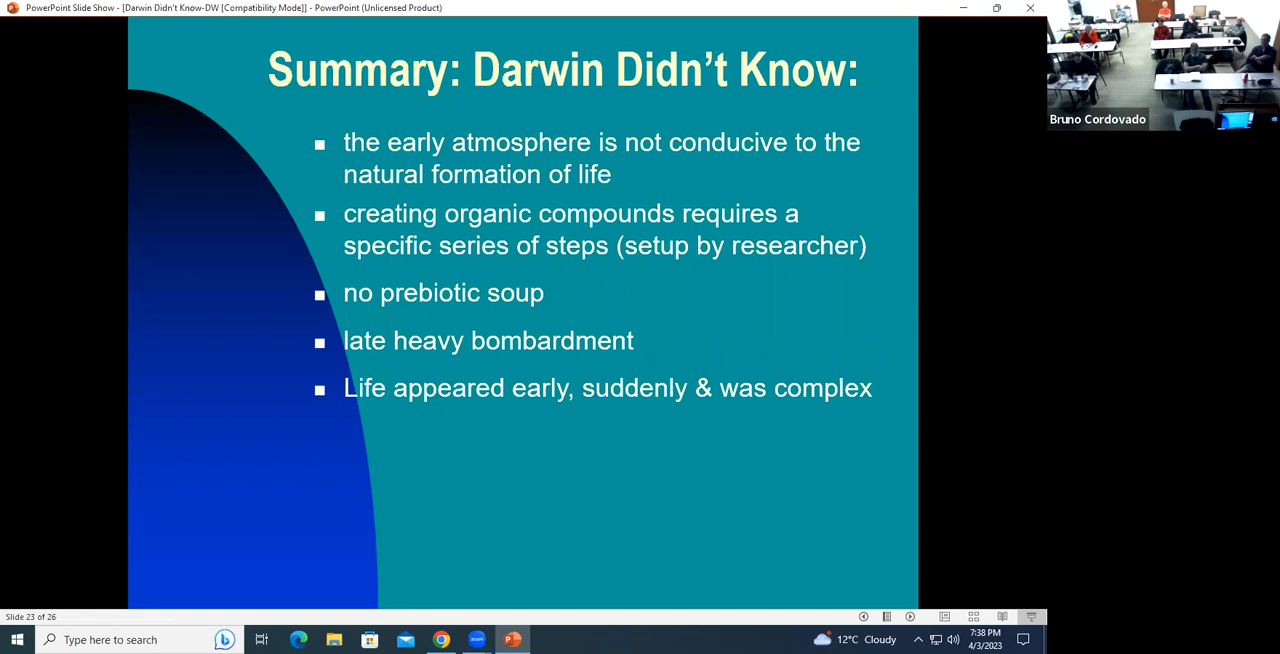 PowerPoint Slide Show - [Darwin Didn't Know-DW [Compatibility Mode]] - PowerPoint (Unlicensed Product)
Summary: Darwin Didn't Know:
the early atmosphere is not conducive to the
natural formation of life
creating organic compounds requires a
specific series of steps (setup by researcher)
no prebiotic soup
late heavy bombardment
Life appeared early, suddenly & was complex
Bruno Cordovado
Slide 23 of 26
Type here to search
12°C Cloudy
7:38 PM
4/3/2023